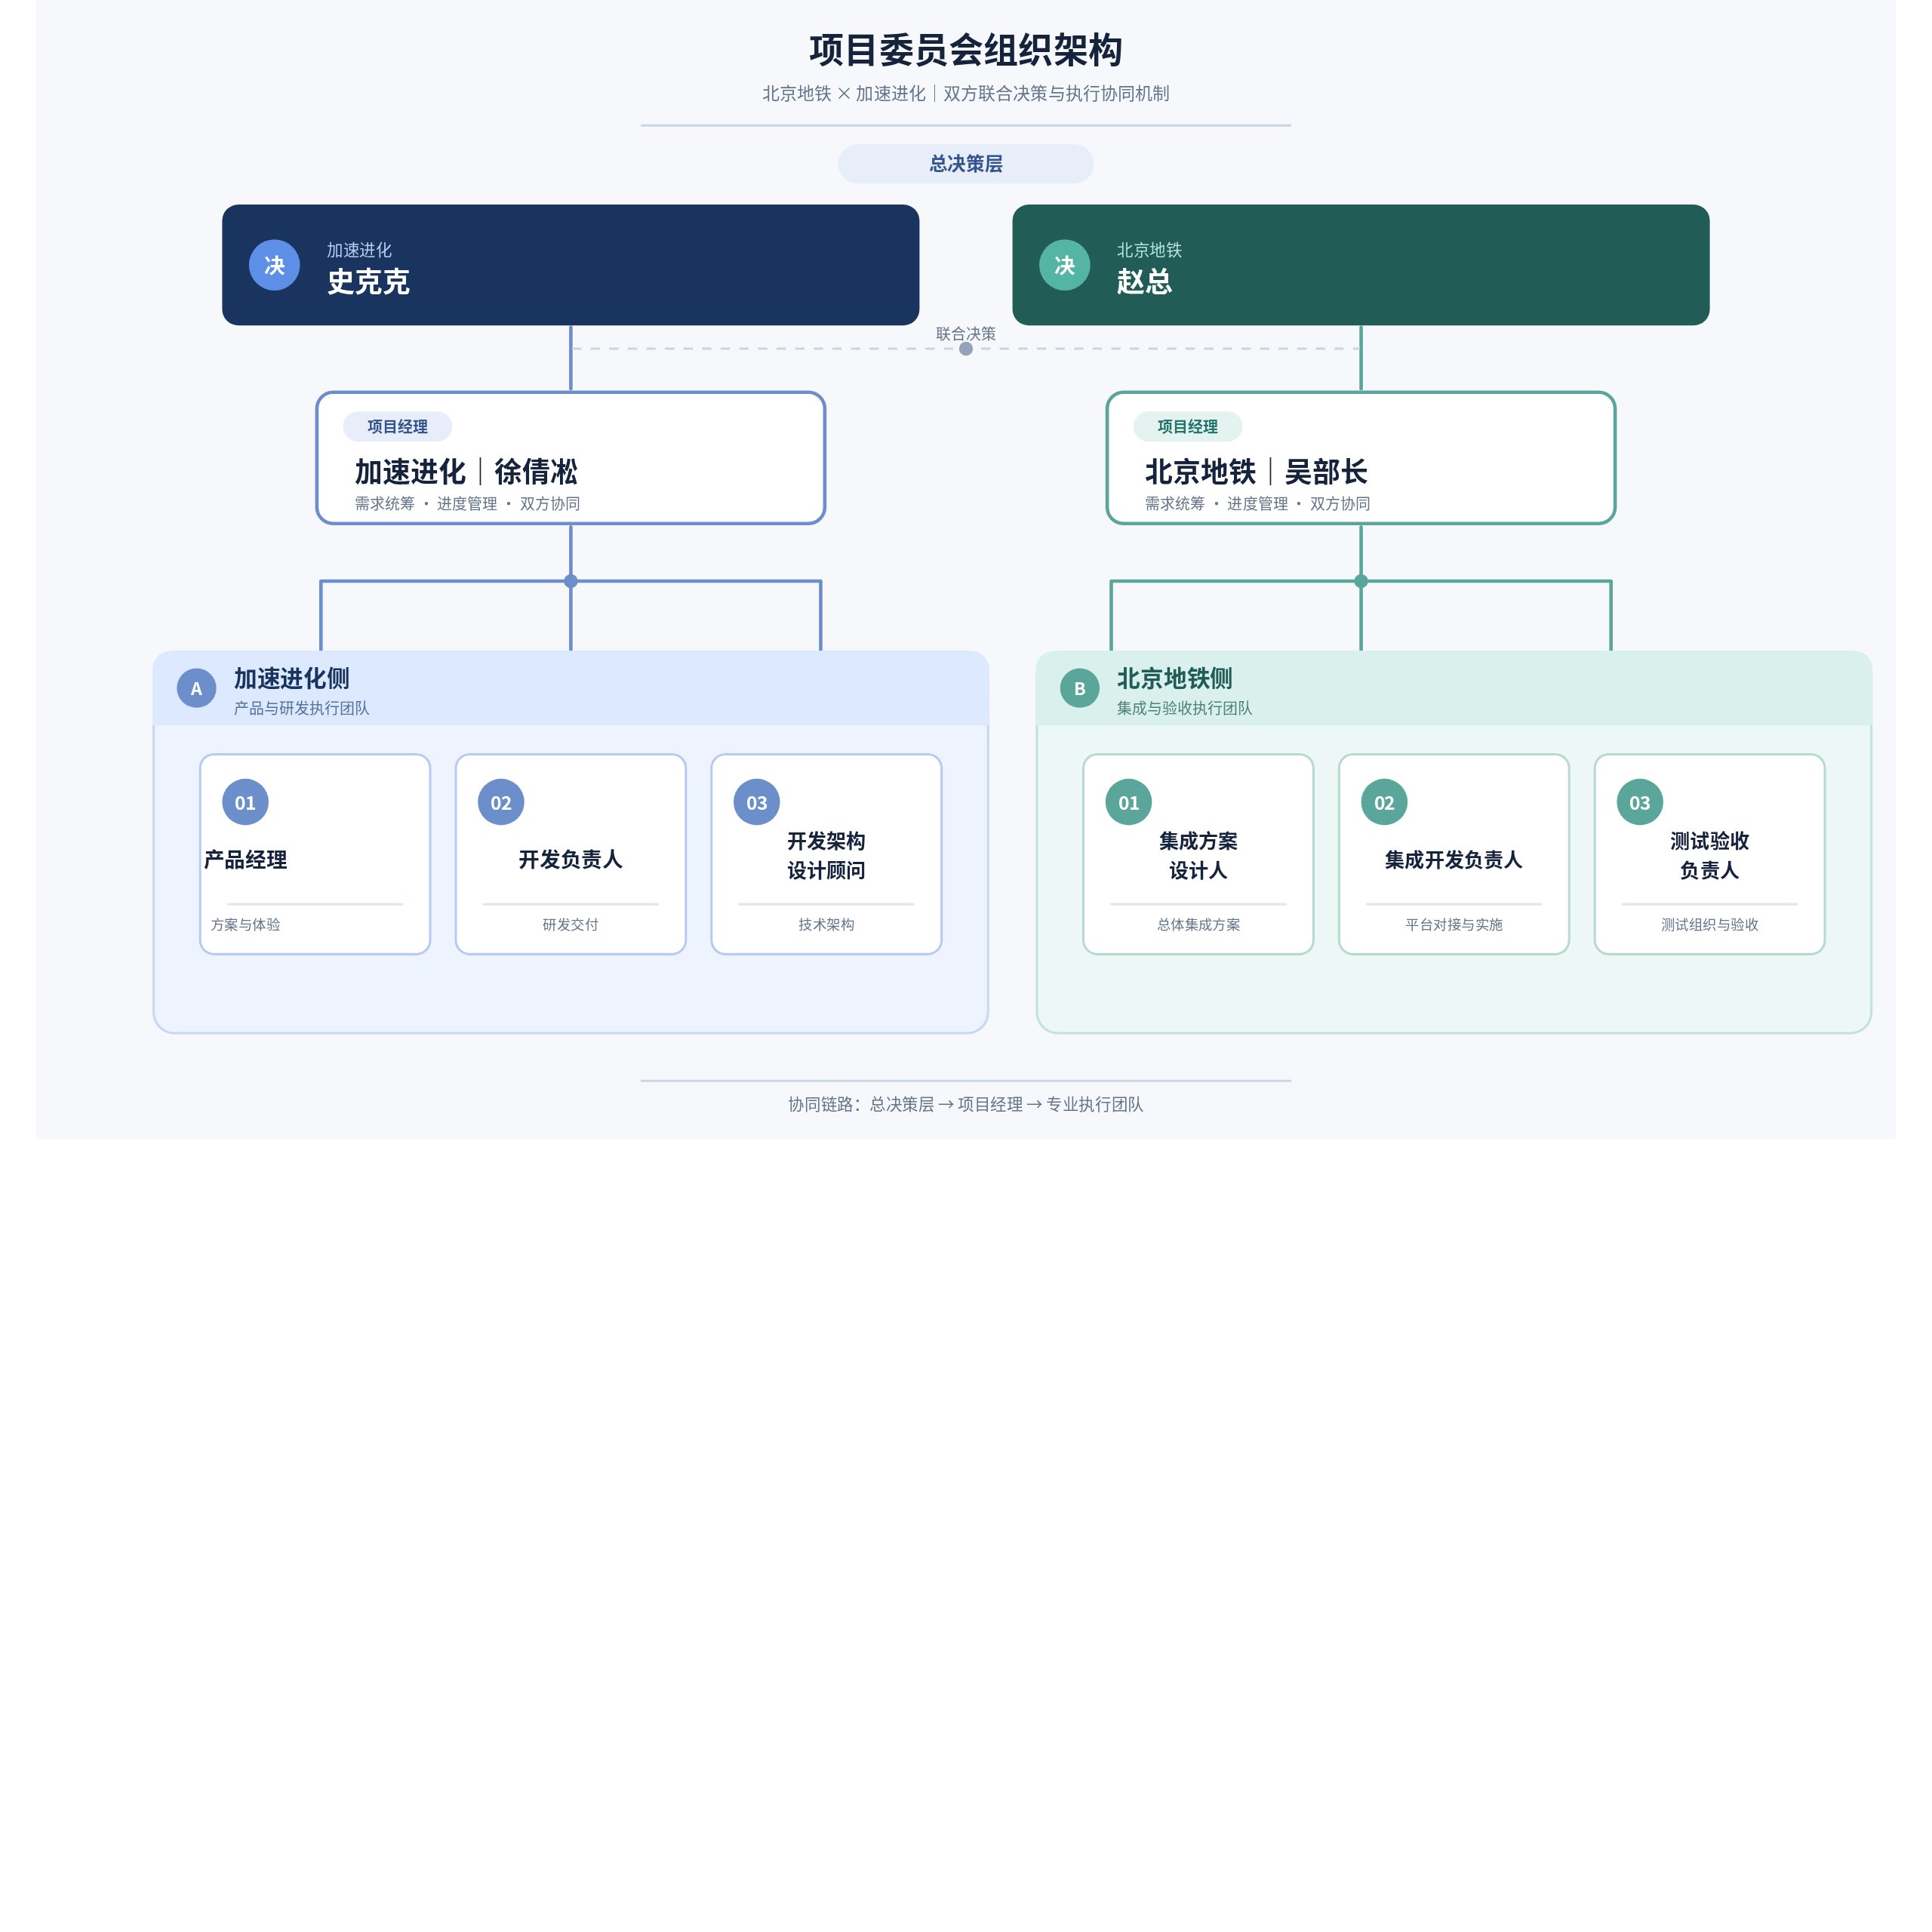 项目委员会组织架构
北京地铁 × 加速进化｜双方联合决策与执行协同机制
总决策层
决
加速进化
史克克
决
北京地铁
赵总
联合决策
项目经理
加速进化｜徐倩凇
需求统筹 · 进度管理 · 双方协同
项目经理
北京地铁｜吴部长
需求统筹 · 进度管理 · 双方协同
A
加速进化侧
产品与研发执行团队
01
产品经理
方案与体验
02
开发负责人
研发交付
03
开发架构
设计顾问
技术架构
B
北京地铁侧
集成与验收执行团队
01
集成方案
设计人
总体集成方案
02
集成开发负责人
平台对接与实施
03
测试验收
负责人
测试组织与验收
协同链路：总决策层 → 项目经理 → 专业执行团队